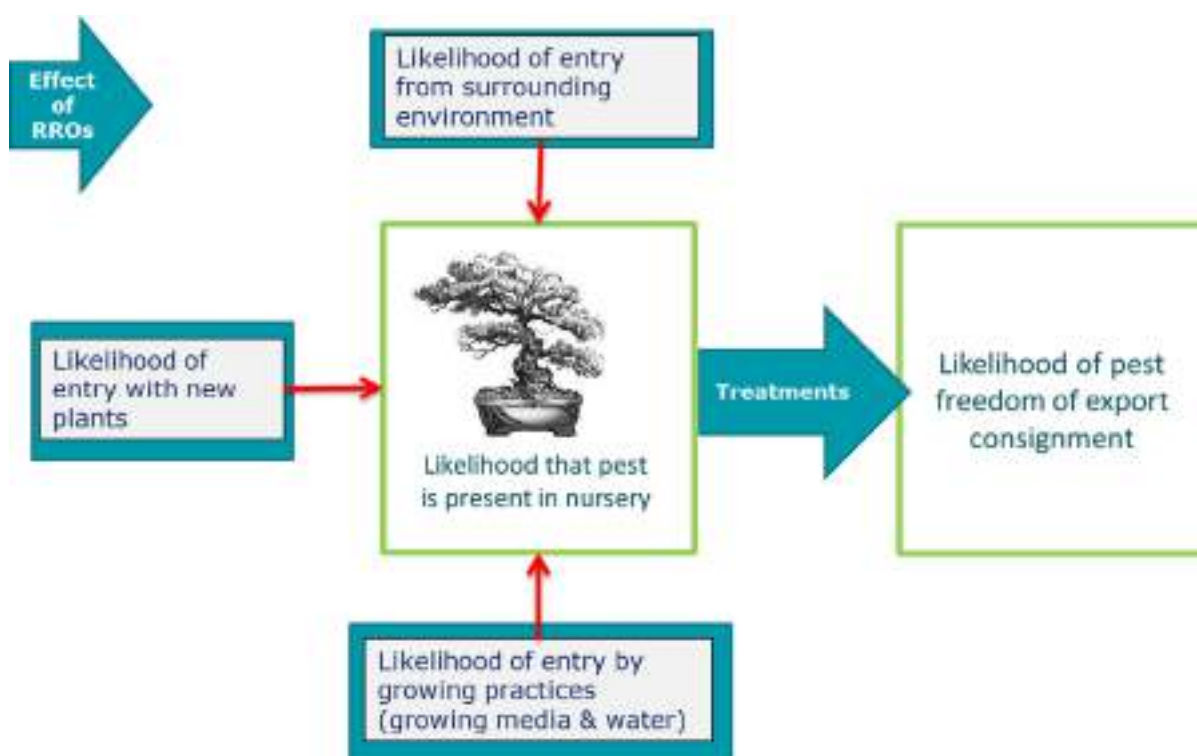 Effect
of
RROs
Likelihood of entry
from surrounding
environment
Likelihood of
entry with new
plants
Likelihood that pest
is present in nursery
Treatments
Likelihood of pest
freedom of export
consignment
Likelihood of entry by
growing practices
(growing media & water)